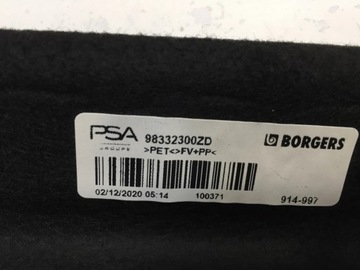 PSA
GROUPE
98332300ZD
BORGERS
>PET<>FV+PP<
02/12/2020 05:14
100371
914-997